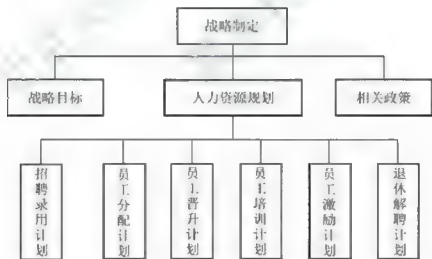 战略制定
战略目标
人力资源规划
相关政策
招聘录用计划
员工分配计划
员工晋升计划
员工培训计划
员工激励计划
退休解聘计划